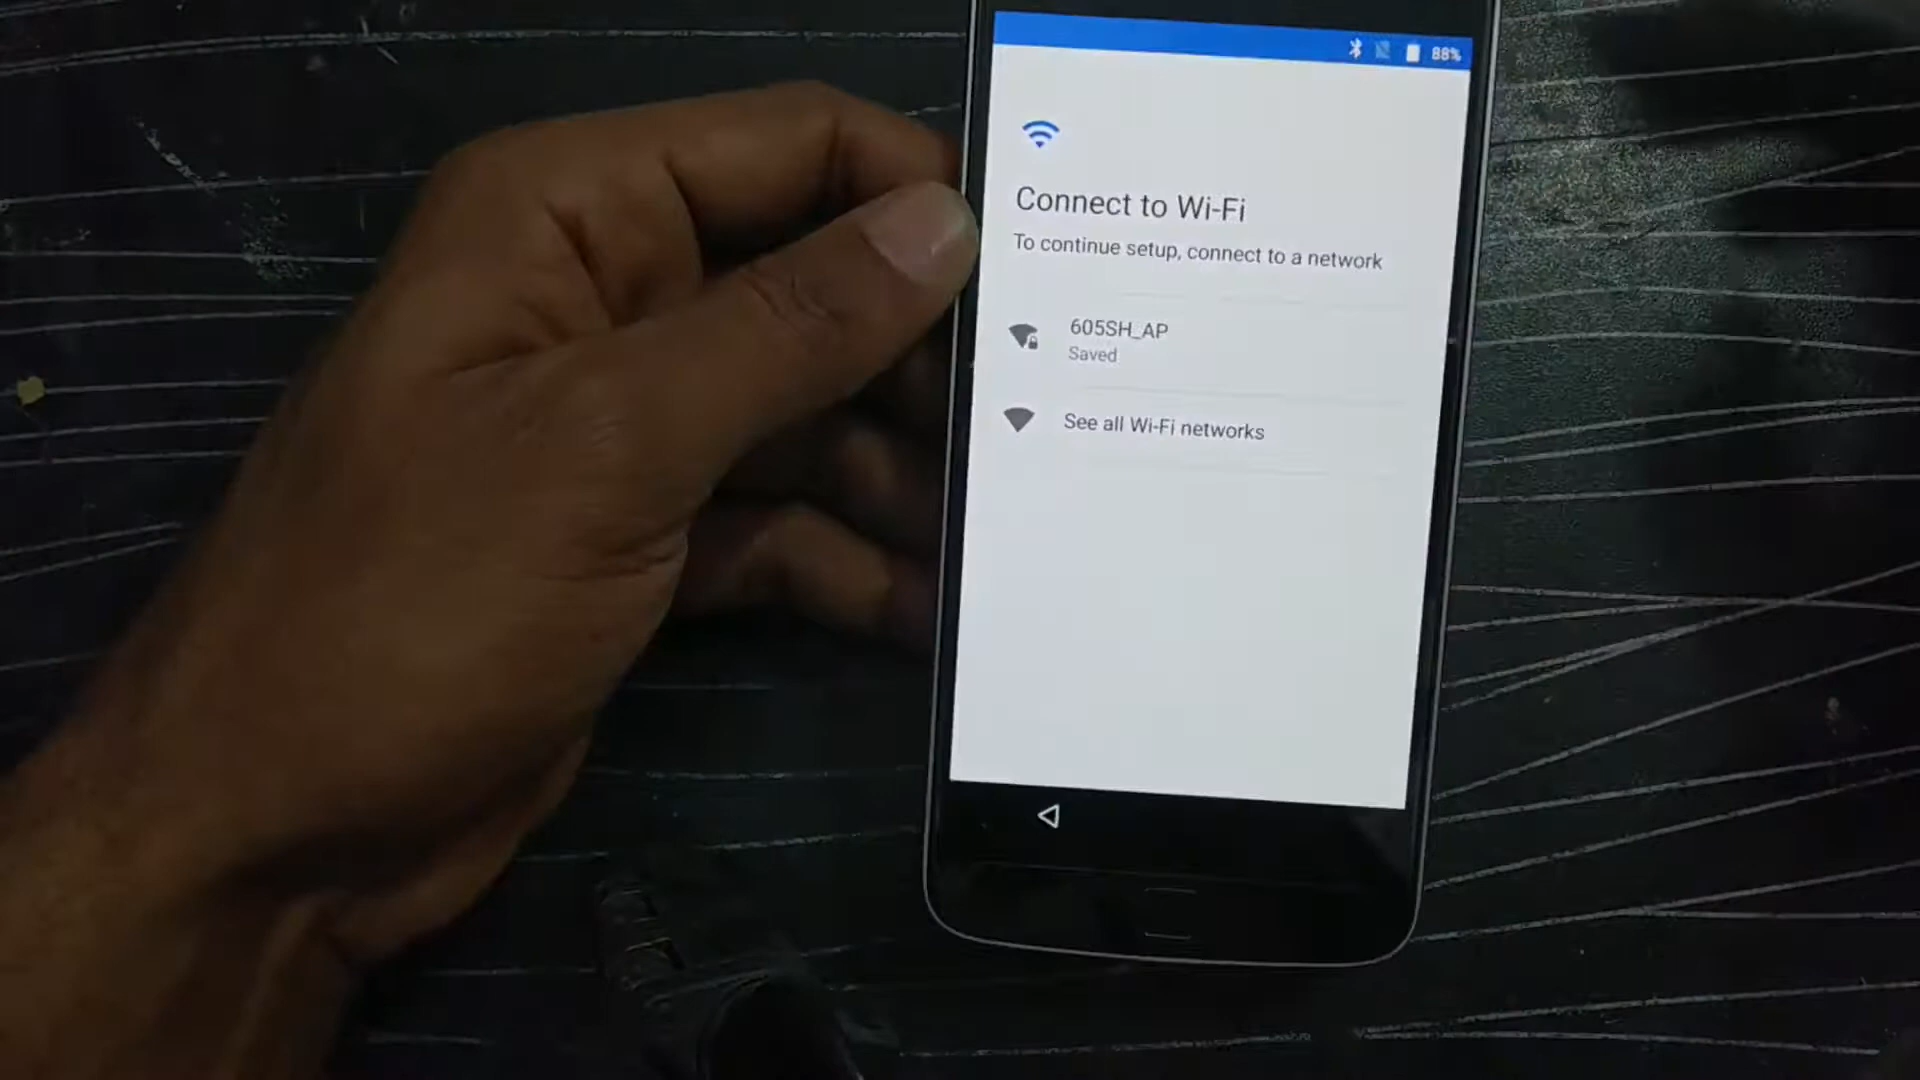 88%
Connect to Wi-Fi
To continue setup, connect to a network
605SH_AP
Saved
See all Wi-Fi networks